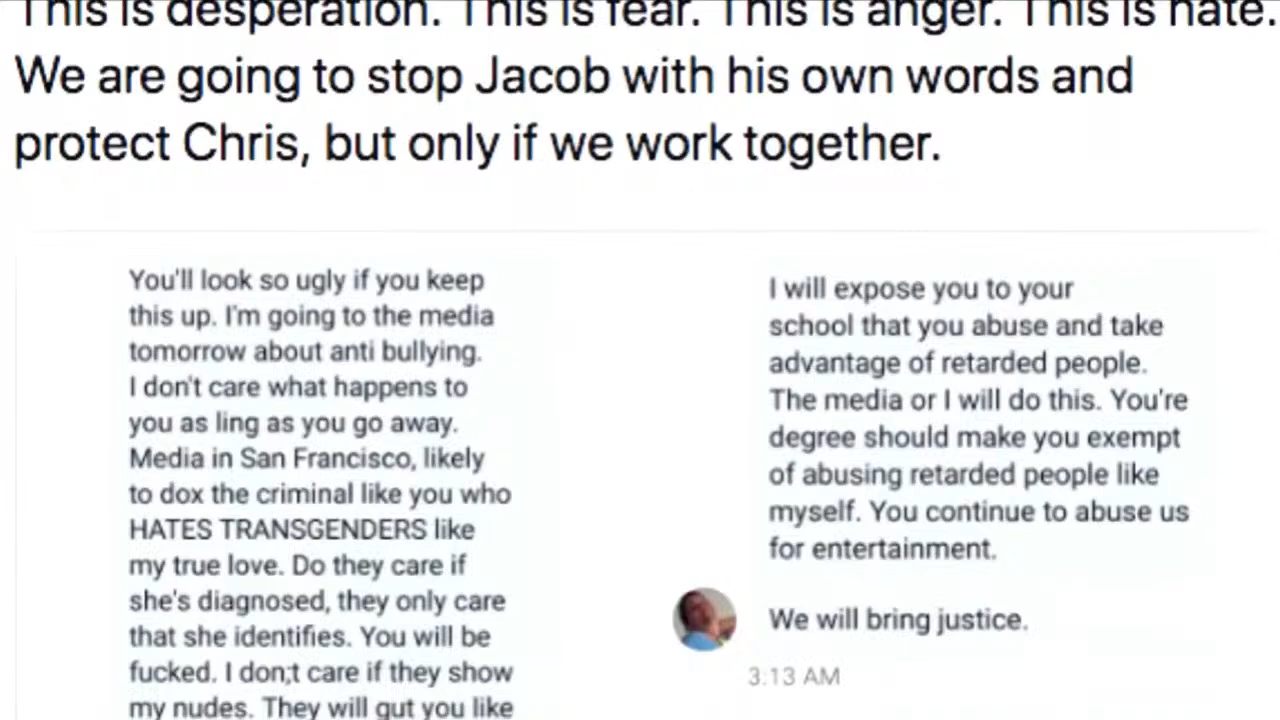 This is desperation. This is fear. This is anger. This is hate.
We are going to stop Jacob with his own words and
protect Chris, but only if we work together.
You'll look so ugly if you keep
this up. I'm going to the media
tomorrow about anti bullying.
I don't care what happens to
you as ling as you go away.
Media in San Francisco, likely
to dox the criminal like you who
HATES TRANSGENDERS like
my true love. Do they care if
she's diagnosed, they only care
that she identifies. You will be
fucked. I don;t care if they show
my nudes. They will gut you like
I will expose you to your
school that you abuse and take
advantage of retarded people.
The media or I will do this. You're
degree should make you exempt
of abusing retarded people like
myself. You continue to abuse us
for entertainment.
We will bring justice.
3:13 AM